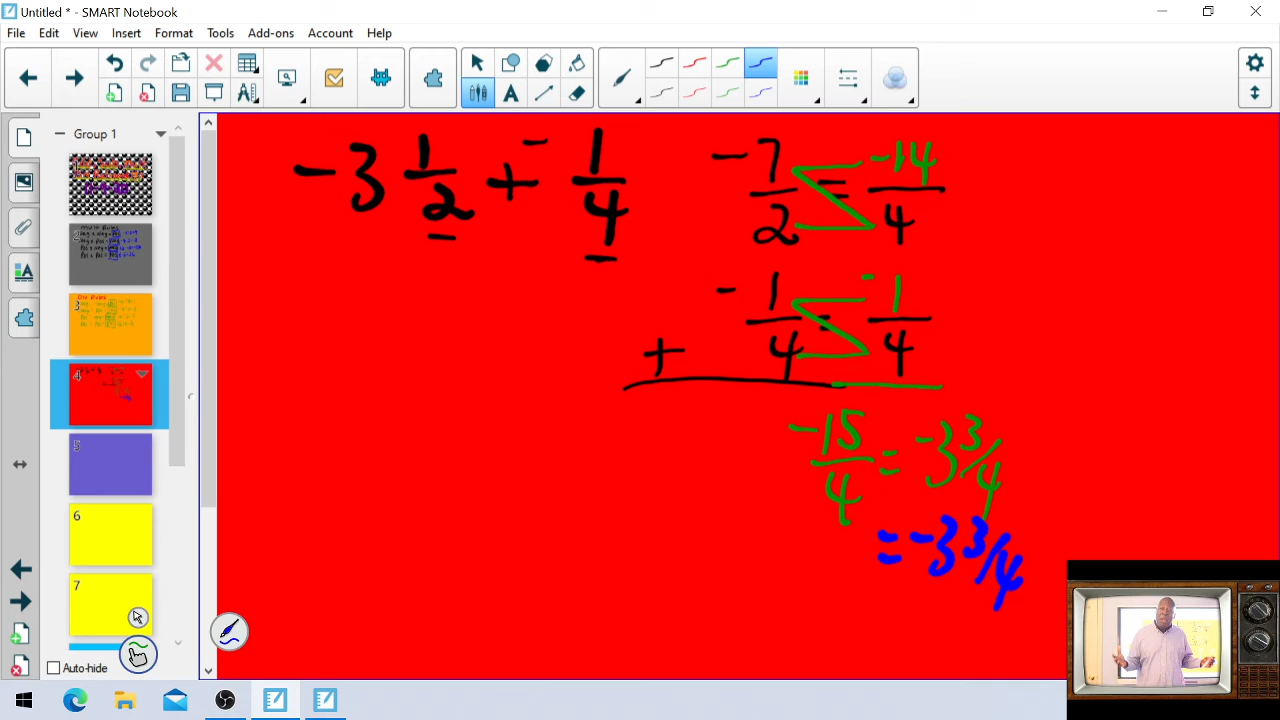 Untitled * - SMART Notebook
File Edit View Insert Format Tools Add-ons Account Help
Group 1
2
3
4
5
6
7
Auto-hide
-3 1/2 + -1/4
-7/2 = -14/4
+ -1/4 = -1/4
-15/4 = -3 3/4
= -3 3/4